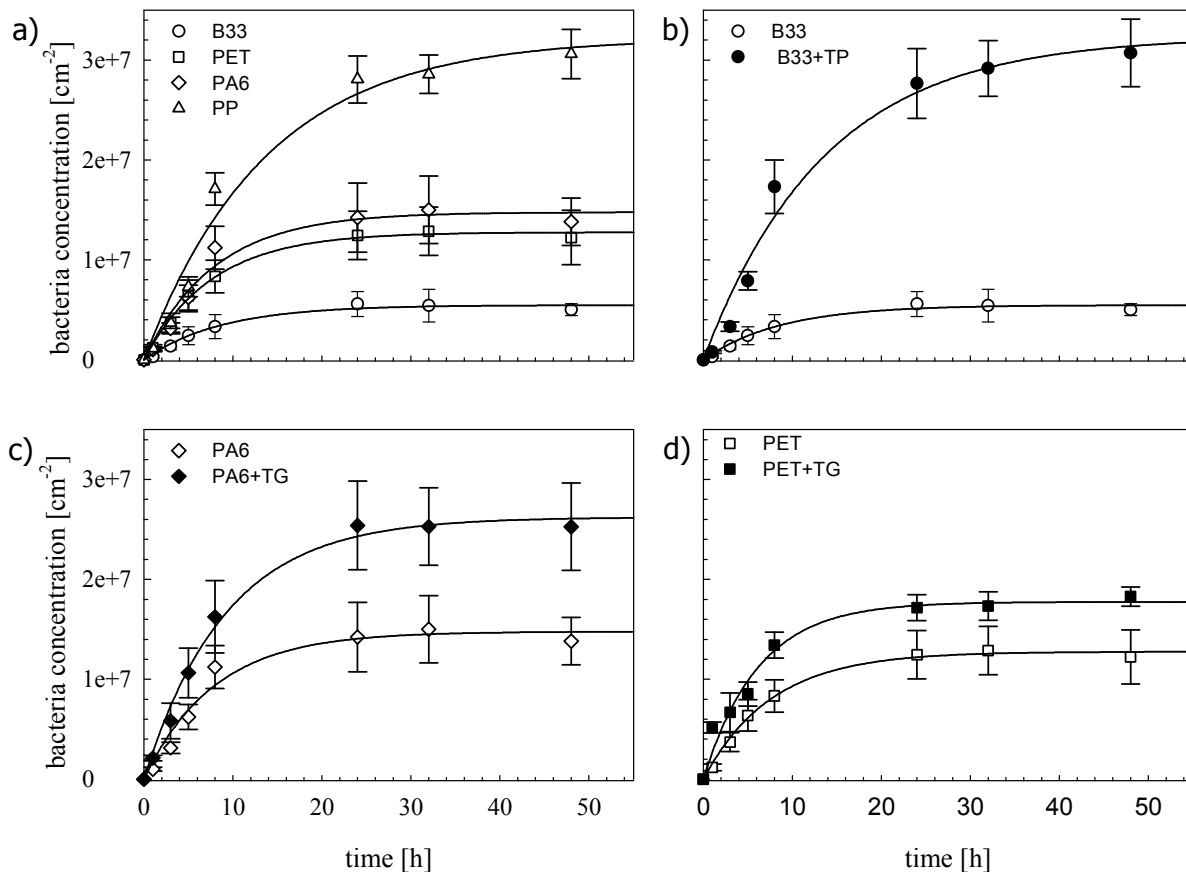 a)
B33
PET
PA6
PP
3e+7
2e+7
1e+7
0
bacteria concentration [cm-2]
b)
B33
B33+TP
c)
PA6
PA6+TG
3e+7
2e+7
1e+7
0
bacteria concentration [cm-2]
0 10 20 30 40 50
time [h]
d)
PET
PET+TG
0 10 20 30 40 50
time [h]